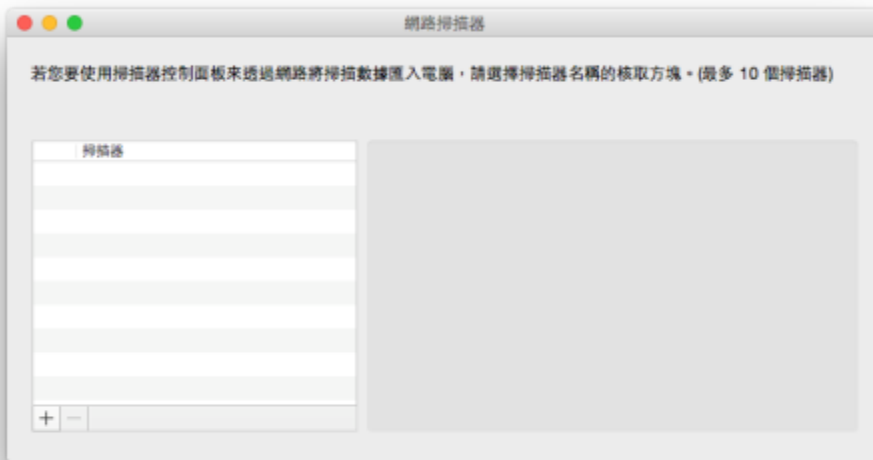 網路掃描器
若您要使用掃描器控制面板來透過網路將掃描數據匯入電腦，請選擇掃描器名稱的核取方塊。(最多 10 個掃描器)
掃描器